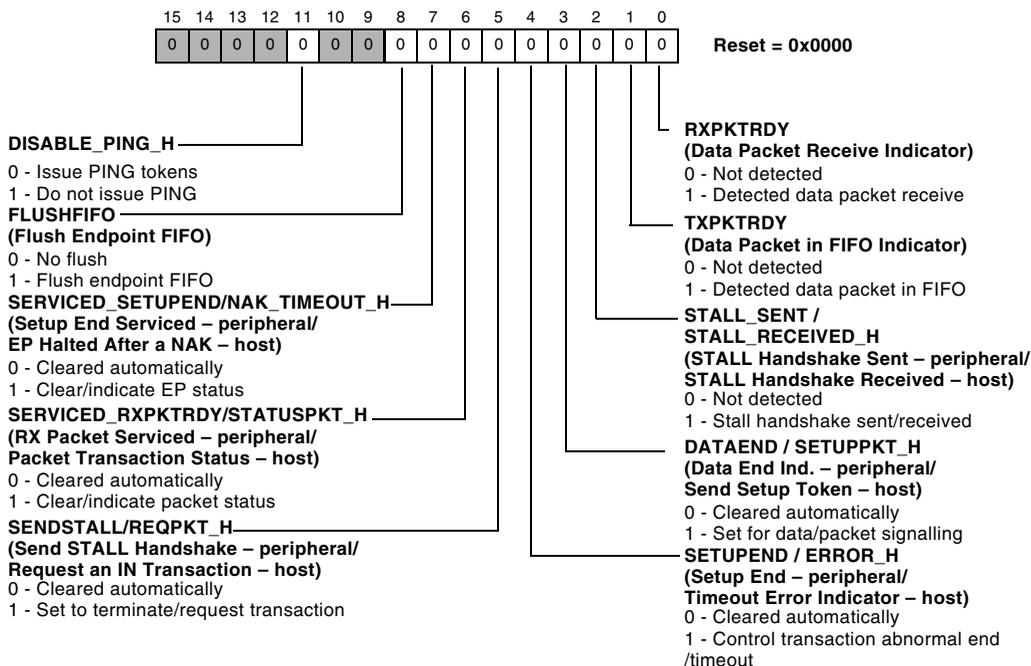 15 14 13 12 11 10 9 8 7 6 5 4 3 2 1 0
0 0 0 0 0 0 0 0 0 0 0 0 0 0 0 0
Reset = 0x0000
DISABLE_PING_H
0 - Issue PING tokens
1 - Do not issue PING
FLUSHFIFO
(Flush Endpoint FIFO)
0 - No flush
1 - Flush endpoint FIFO
SERVICED_SETUPEND/NAK_TIMEOUT_H
(Setup End Serviced – peripheral/
EP Halted After a NAK – host)
0 - Cleared automatically
1 - Clear/indicate EP status
SERVICED_RXPKTRDY/STATUSPKT_H
(RX Packet Serviced – peripheral/
Packet Transaction Status – host)
0 - Cleared automatically
1 - Clear/indicate packet status
SENDSTALL/REQPKT_H
(Send STALL Handshake – peripheral/
Request an IN Transaction – host)
0 - Cleared automatically
1 - Set to terminate/request transaction
RXPKTRDY
(Data Packet Receive Indicator)
0 - Not detected
1 - Detected data packet receive
TXPKTRDY
(Data Packet in FIFO Indicator)
0 - Not detected
1 - Detected data packet in FIFO
STALL_SENT /
STALL_RECEIVED_H
(STALL Handshake Sent – peripheral/
STALL Handshake Received – host)
0 - Not detected
1 - Stall handshake sent/received
DATAEND / SETUPPKT_H
(Data End Ind. – peripheral/
Send Setup Token – host)
0 - Cleared automatically
1 - Set for data/packet signalling
SETUPEND / ERROR_H
(Setup End – peripheral/
Timeout Error Indicator – host)
0 - Cleared automatically
1 - Control transaction abnormal end
/timeout